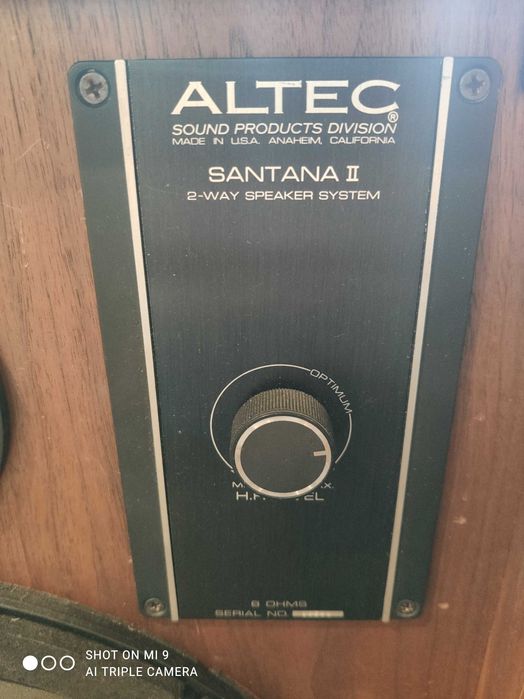 ALTEC®
SOUND PRODUCTS DIVISION
MADE IN U.S.A. ANAHEIM, CALIFORNIA
SANTANA II
2-WAY SPEAKER SYSTEM
OPTIMUM
8 OHMS
SERIAL NO.
SHOT ON MI 9
AI TRIPLE CAMERA